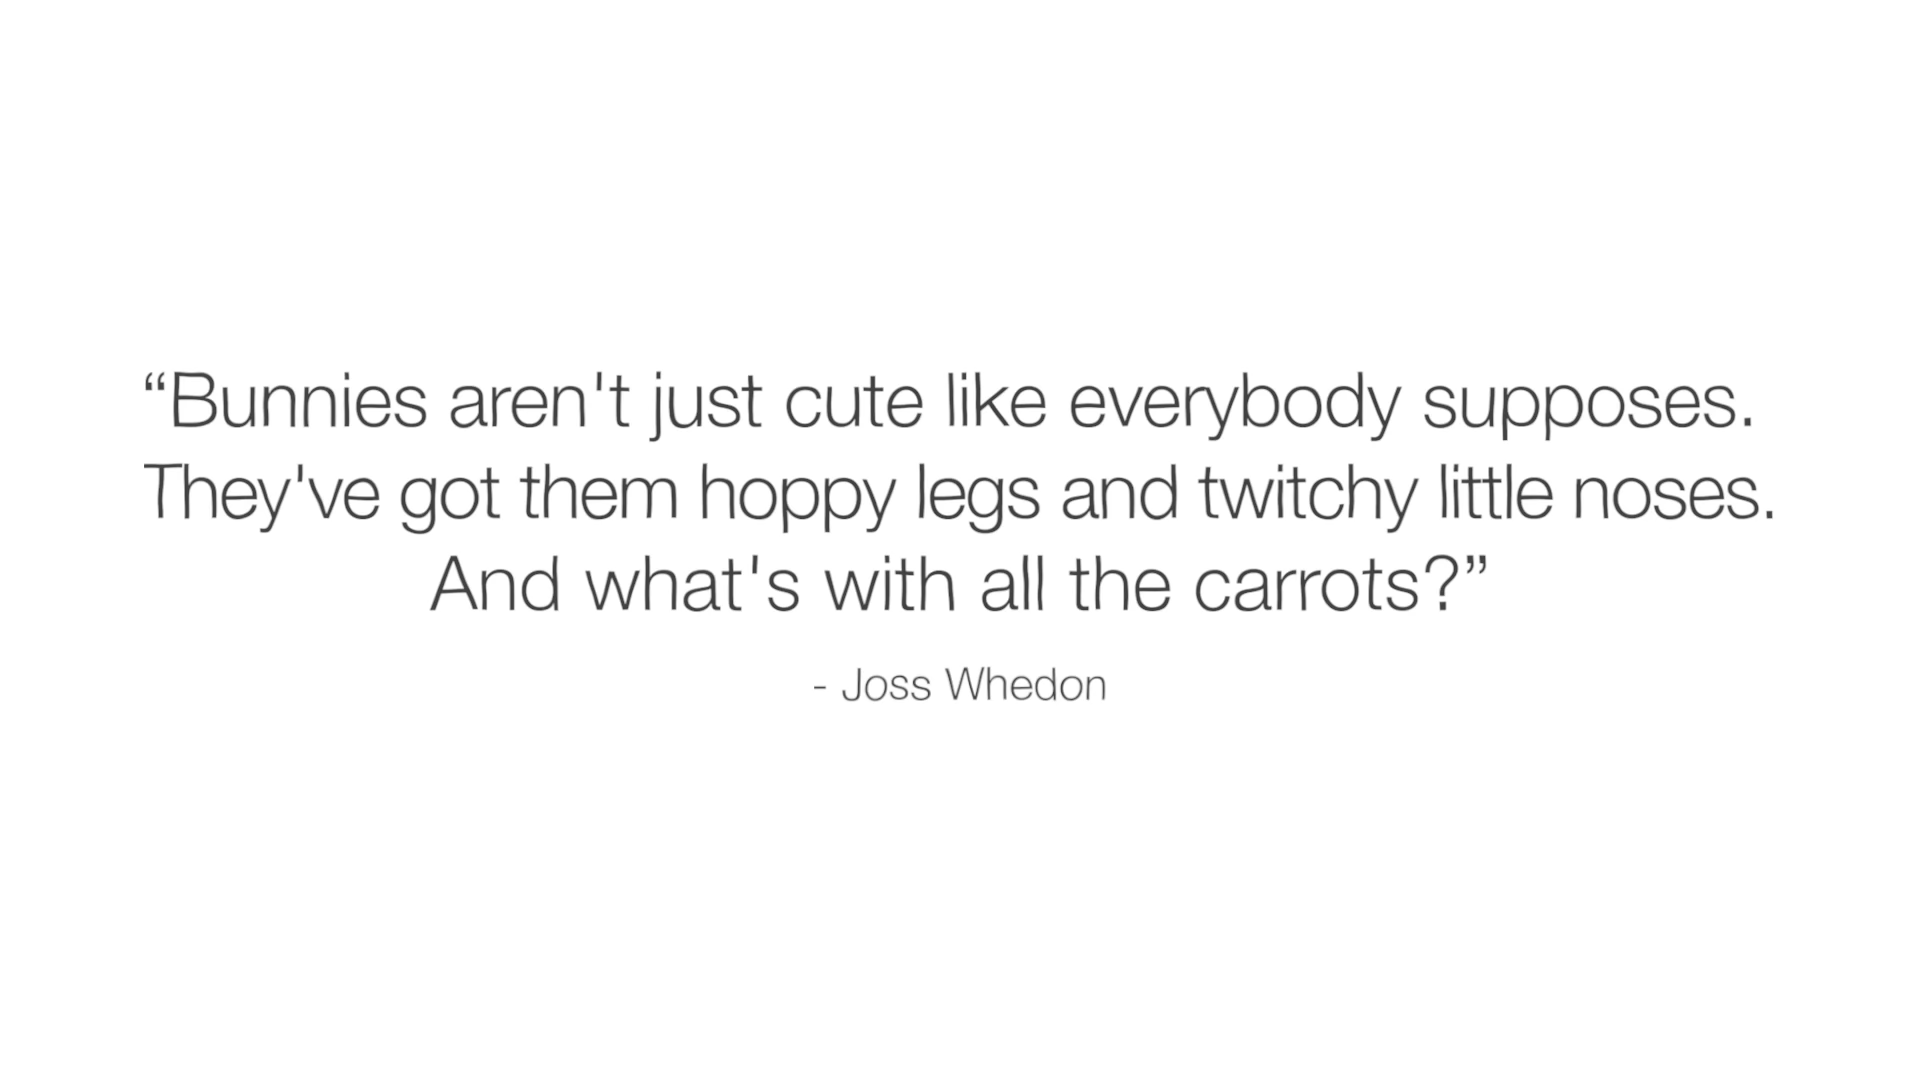 “Bunnies aren't just cute like everybody supposes.
They've got them hoppy legs and twitchy little noses.
And what's with all the carrots?”
- Joss Whedon